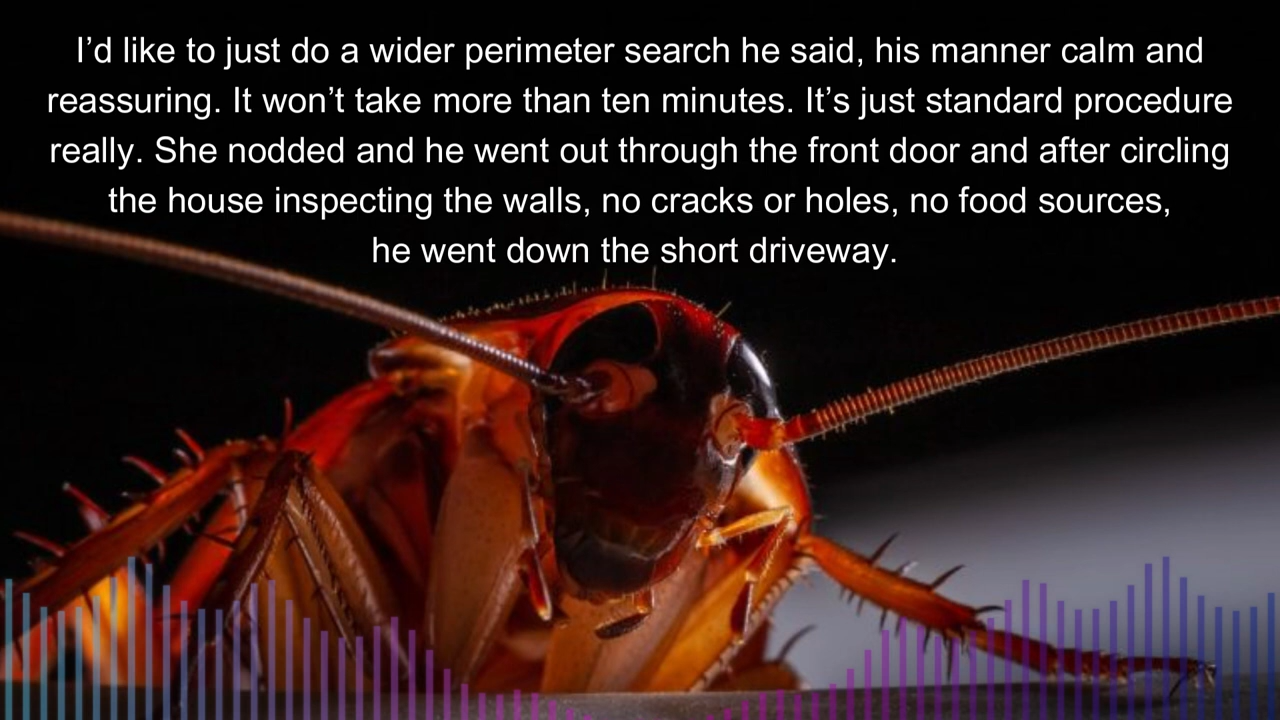 I’d like to just do a wider perimeter search he said, his manner calm and
reassuring. It won’t take more than ten minutes. It’s just standard procedure
really. She nodded and he went out through the front door and after circling
the house inspecting the walls, no cracks or holes, no food sources,
he went down the short driveway.